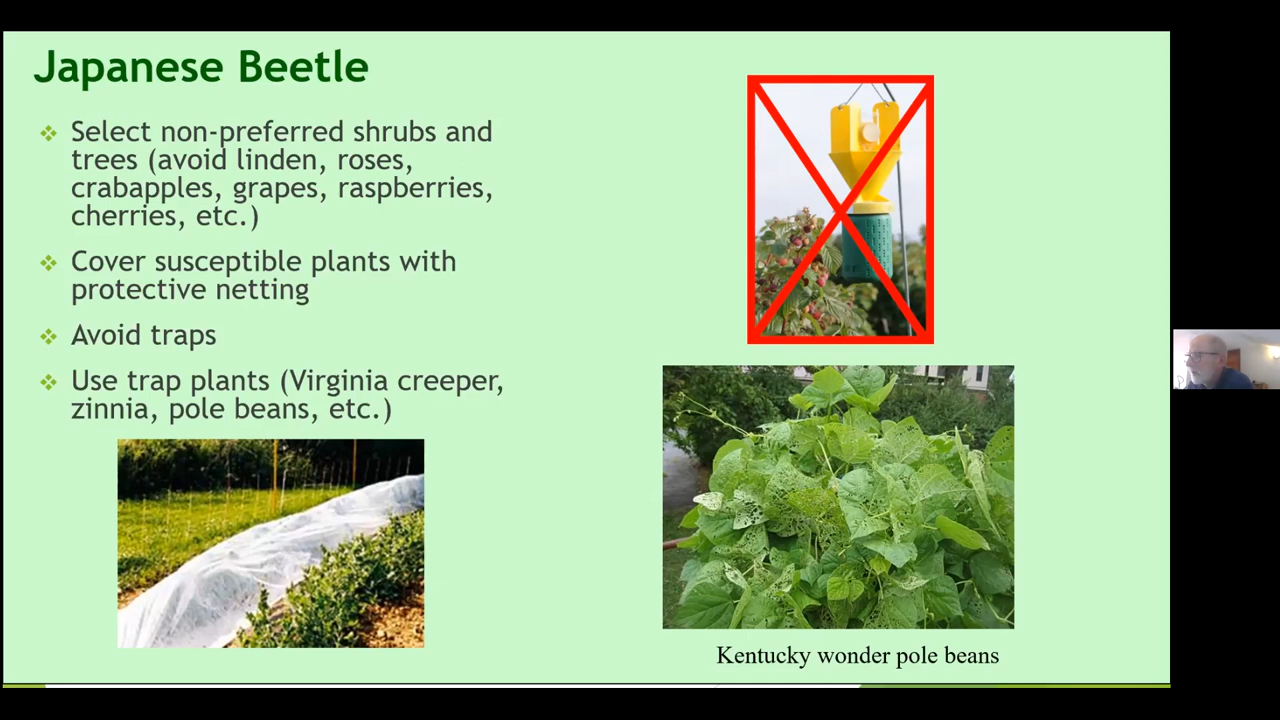 Japanese Beetle
Select non-preferred shrubs and
trees (avoid linden, roses,
crabapples, grapes, raspberries,
cherries, etc.)
Cover susceptible plants with
protective netting
Avoid traps
Use trap plants (Virginia creeper,
zinnia, pole beans, etc.)
Kentucky wonder pole beans